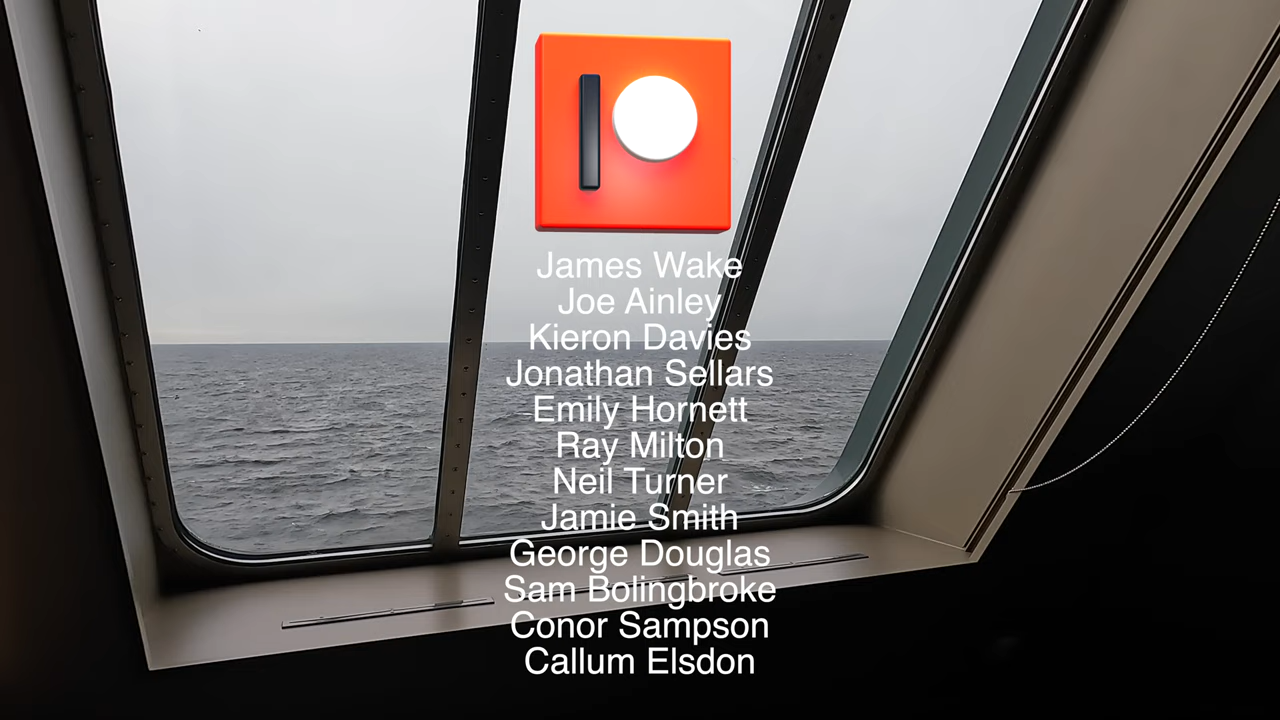 James Wake
Joe Ainley
Kieron Davies
Jonathan Sellars
Emily Hornett
Ray Milton
Neil Turner
Jamie Smith
George Douglas
Sam Bolingbroke
Conor Sampson
Callum Elsdon